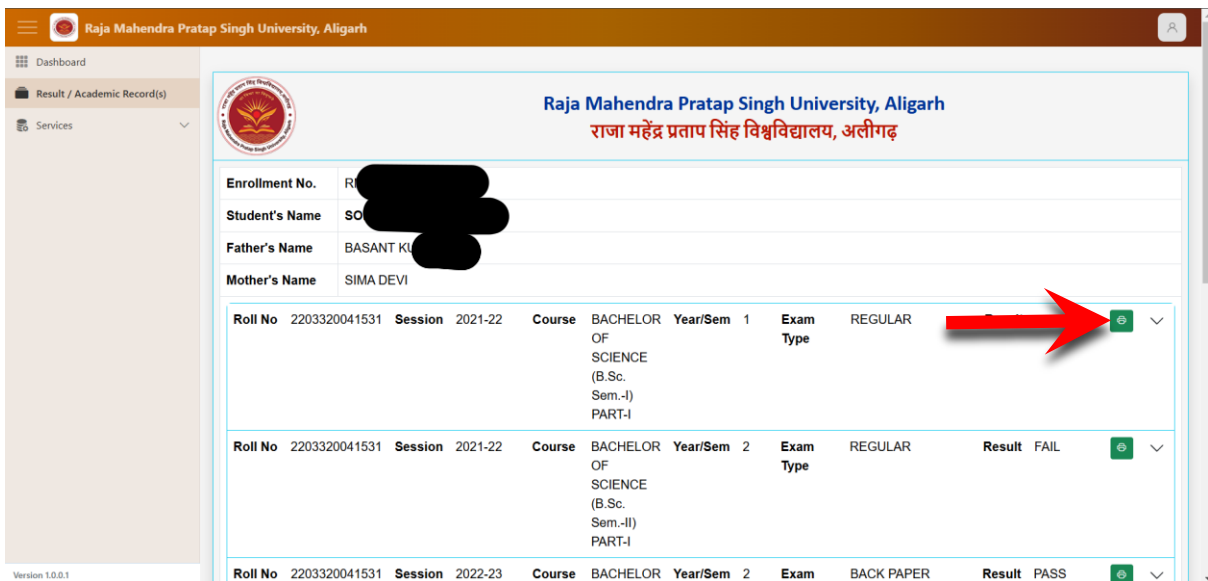 Raja Mahendra Pratap Singh University, Aligarh
Dashboard
Result / Academic Record(s)
Services
Raja Mahendra Pratap Singh University, Aligarh
राजा महेंद्र प्रताप सिंह विश्वविद्यालय, अलीगढ़
Enrollment No.
Student's Name SO
Father's Name BASANT
Mother's Name SIMA DEVI
Roll No 2203320041531 Session 2021-22 Course BACHELOR Year/Sem 1 Exam REGULAR
OF Type
SCIENCE
(B.Sc.
Sem.-I)
PART-I
Roll No 2203320041531 Session 2021-22 Course BACHELOR Year/Sem 2 Exam REGULAR Result FAIL
OF Type
SCIENCE
(B.Sc.
Sem.-II)
PART-I
Roll No 2203320041531 Session 2022-23 Course BACHELOR Year/Sem 2 Exam BACK PAPER Result PASS
Version 1.0.0.1